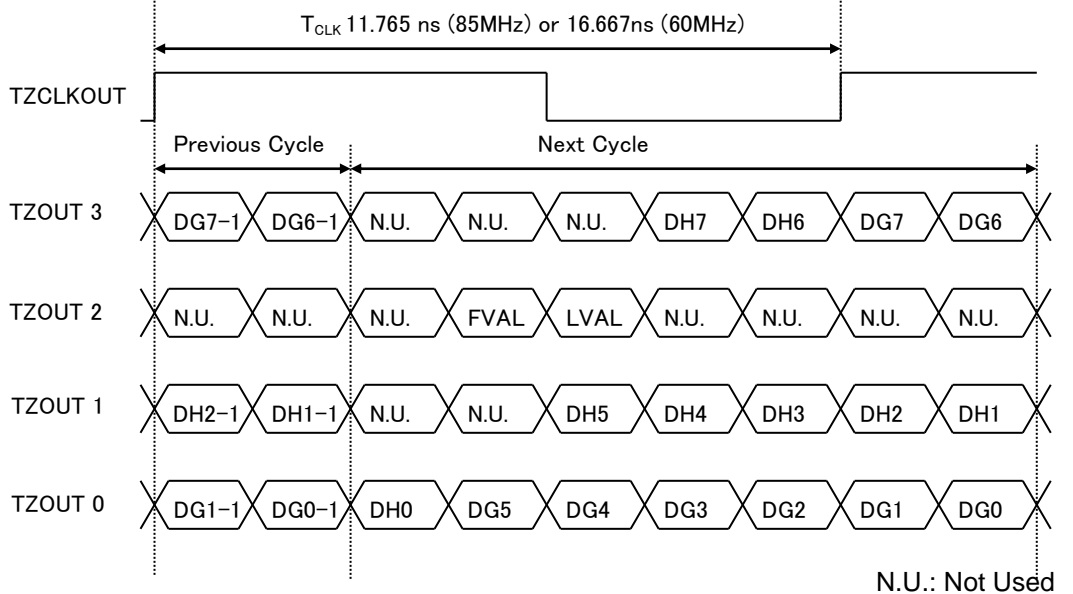 TCLK 11.765 ns (85MHz) or 16.667ns (60MHz)
TZCLKOUT
Previous Cycle Next Cycle
TZOUT 3 DG7-1 DG6-1 N.U. N.U. N.U. DH7 DH6 DG7 DG6
TZOUT 2 N.U. N.U. N.U. FVAL LVAL N.U. N.U. N.U. N.U.
TZOUT 1 DH2-1 DH1-1 N.U. N.U. DH5 DH4 DH3 DH2 DH1
TZOUT 0 DG1-1 DG0-1 DH0 DG5 DG4 DG3 DG2 DG1 DG0
N.U.: Not Used